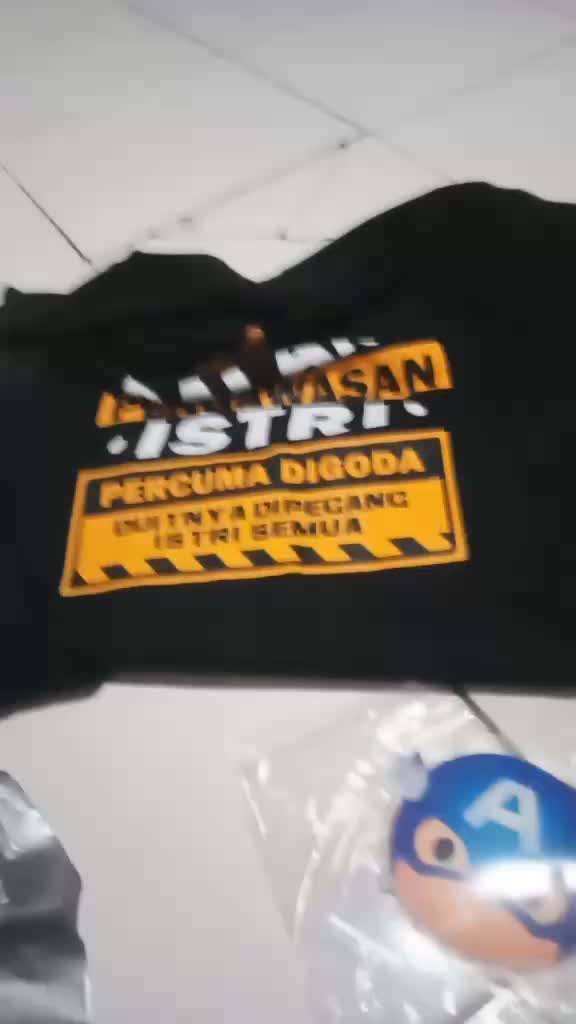 ISTRI
PERCUMA DIGODA
DUITNYA DIPEGANG
ISTRI SEMUA
A